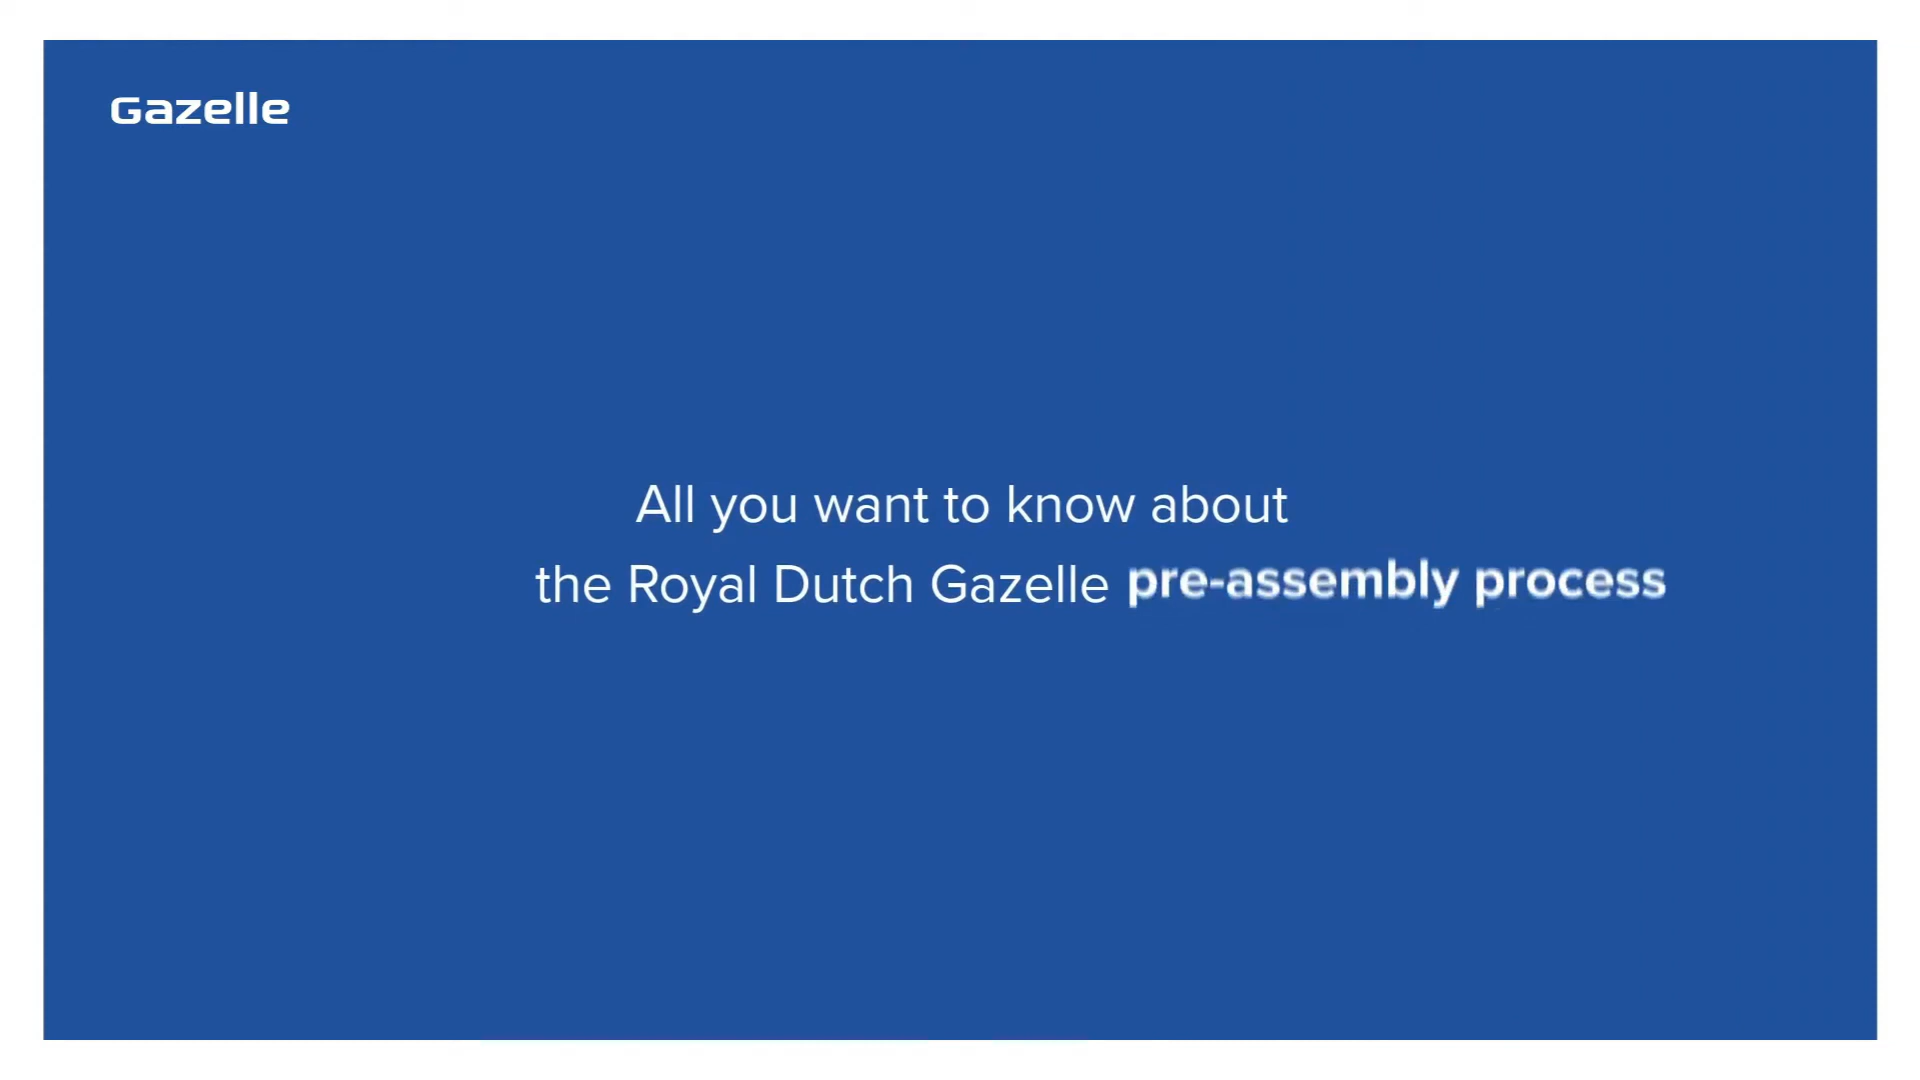 Gazelle
All you want to know about
the Royal Dutch Gazelle pre-assembly process